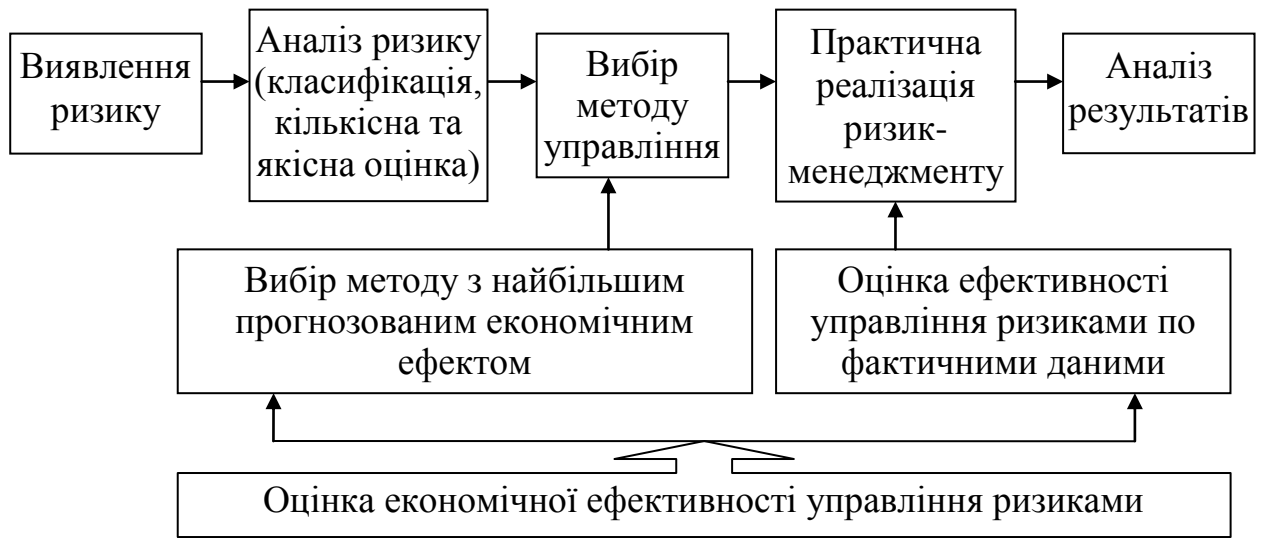 Виявлення
ризику
Аналіз ризику
(класифікація,
кількісна та
якісна оцінка)
Вибір
методу
управління
Практична
реалізація
ризик-
менеджменту
Аналіз
результатів
Вибір методу з найбільшим
прогнозованим економічним
ефектом
Оцінка ефективності
управління ризиками по
фактичними даними
Оцінка економічної ефективності управління ризиками